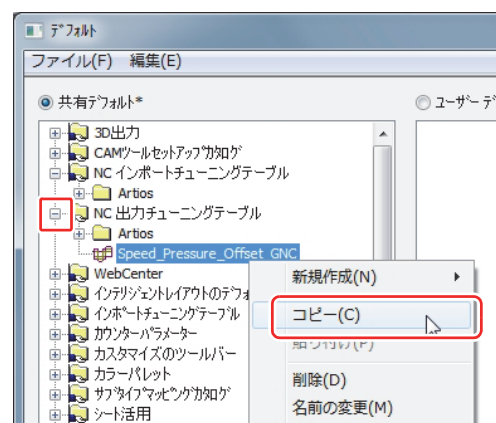 デフォルト
ファイル(F) 編集(E)
共有デフォルト*
ユーザー デ
3D出力
CAMツールセットアップカタログ
NC インポートチューニングテーブル
Artios
NC 出力チューニングテーブル
Artios
Speed_Pressure_Offset_GNC
WebCenter
新規作成(N)
インテリジェントレイアウトのデフォ
インポートチューニングテーブル
コピー(C)
カウンターパラメーター
貼り付け(P)
カスタマイズのツールバー
カラーパレット
削除(D)
サブタイプマッピングカタログ
名前の変更(M)
シート活用